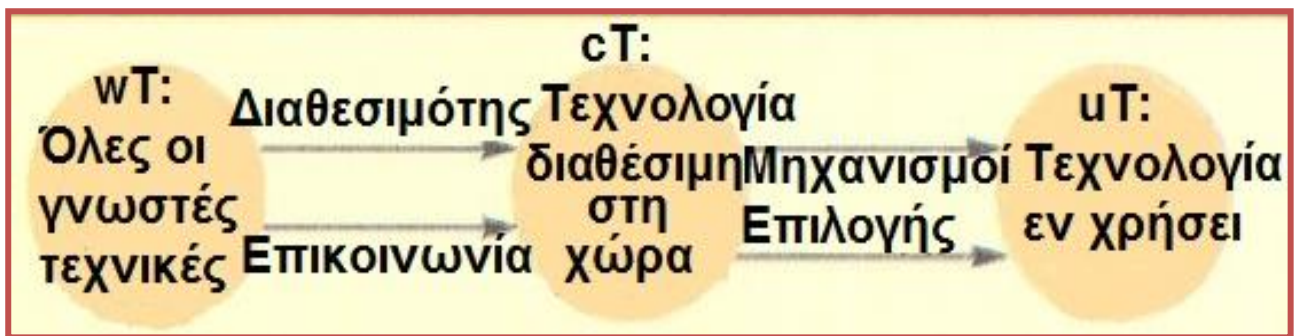 wT:
Όλες οι
γνωστές
τεχνικές
Διαθεσιμότης
Επικοινωνία
cT:
Τεχνολογία
διαθέσιμη
στη
χώρα
Μηχανισμοί
Επιλογής
uT:
Τεχνολογία
εν χρήσει